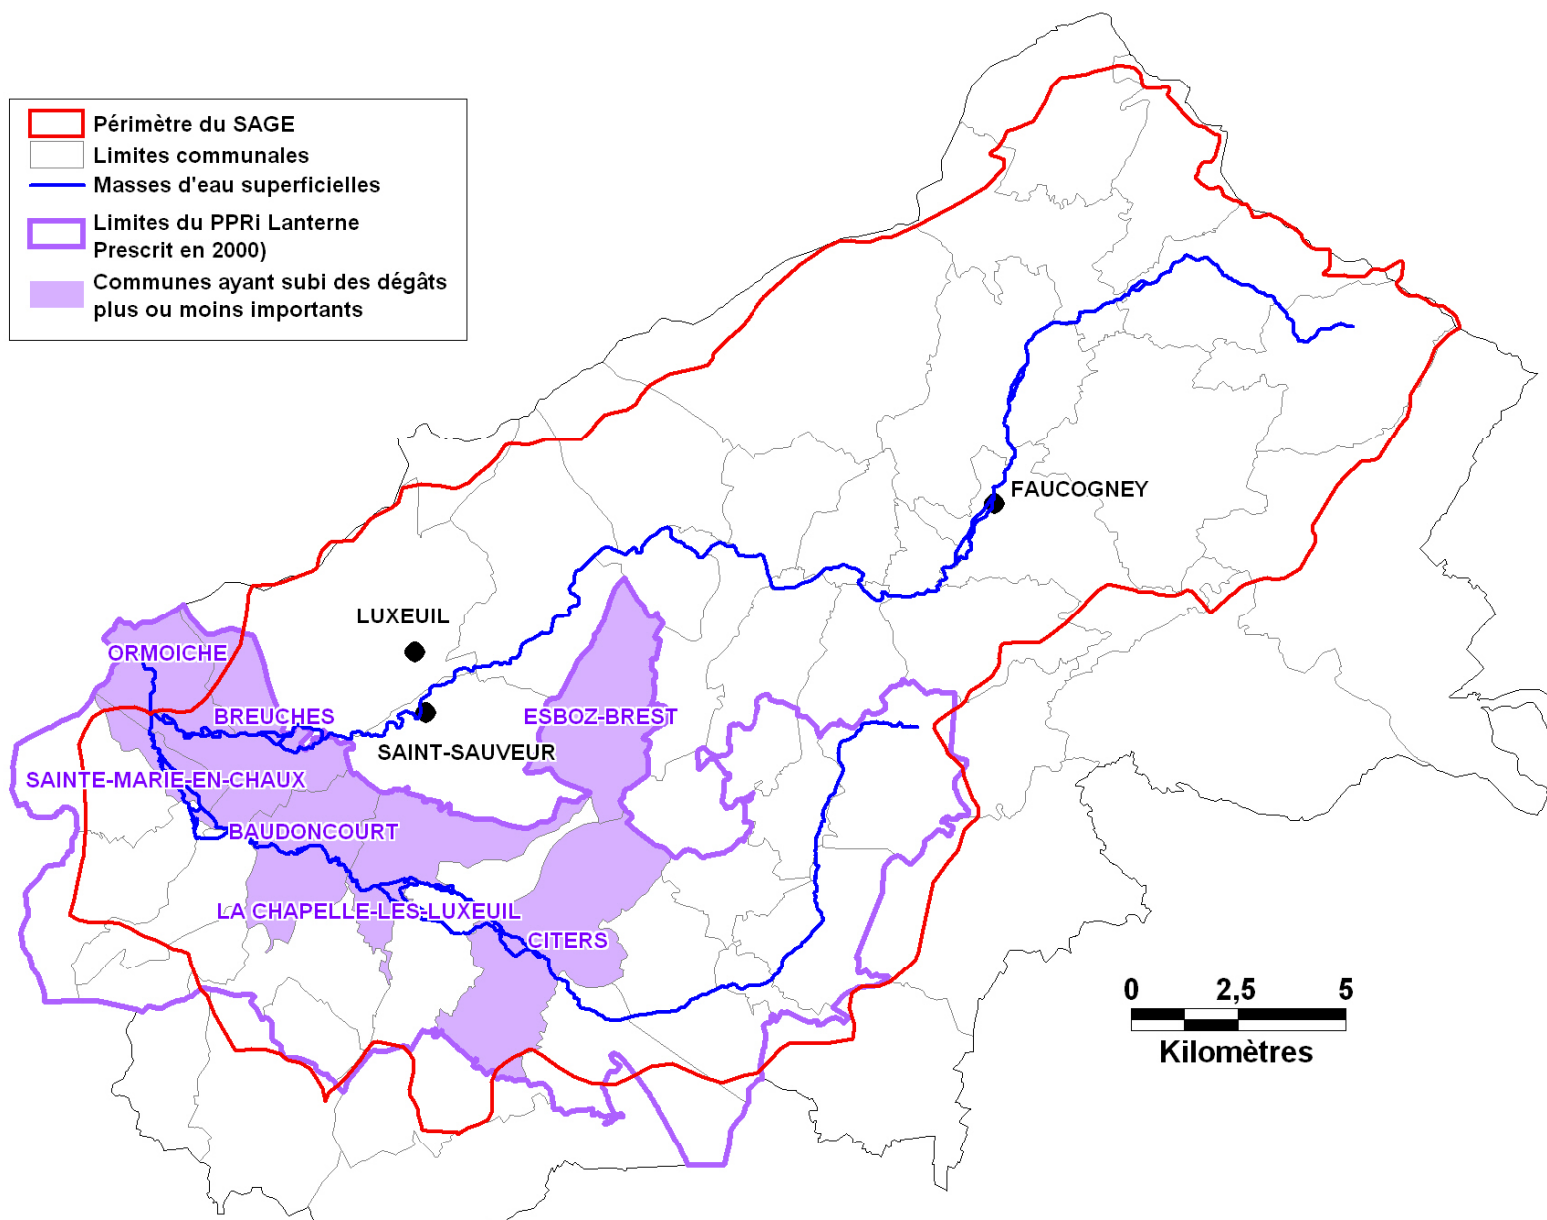 Périmètre du SAGE
Limites communales
Masses d'eau superficielles
Limites du PPRi Lanterne
Prescrit en 2000)
Communes ayant subi des dégâts
plus ou moins importants
FAUCOGNEY
LUXEUIL
ORMOICHE
BREUCHES
ESBOZ-BREST
SAINT-SAUVEUR
SAINTE-MARIE-EN-CHAUX
BAUDONCOURT
LA CHAPELLE-LES-LUXEUIL
CITERS
0 2,5 5
Kilomètres